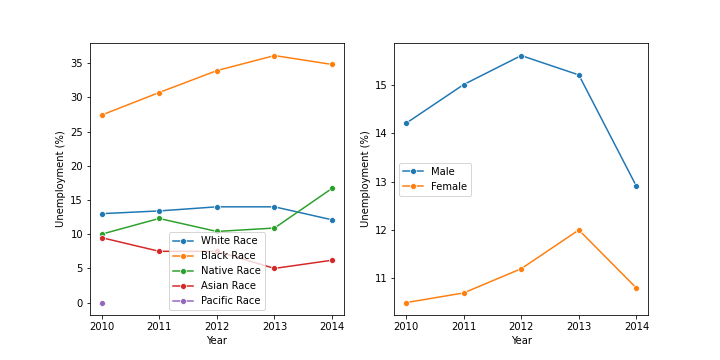 35
30
25
20
15
10
5
0
Unemployment (%)
2010 2011 2012 2013 2014
Year
White Race
Black Race
Native Race
Asian Race
Pacific Race
15
14
13
12
11
Unemployment (%)
2010 2011 2012 2013 2014
Year
Male
Female